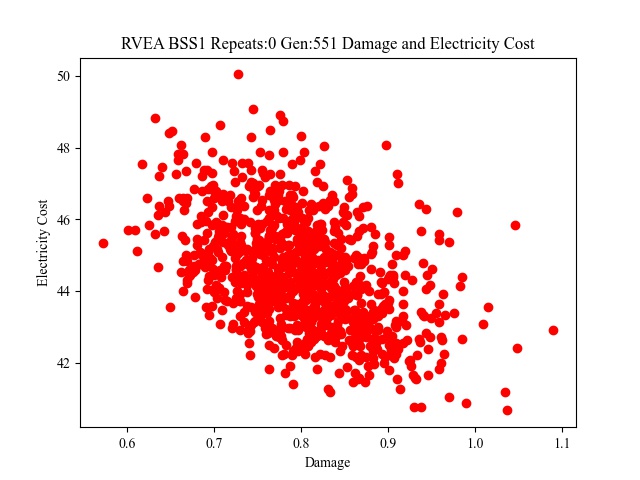 RVEA BSS1 Repeats:0 Gen:551 Damage and Electricity Cost
50
48
46
44
42
Electricity Cost
0.6 0.7 0.8 0.9 1.0 1.1
Damage